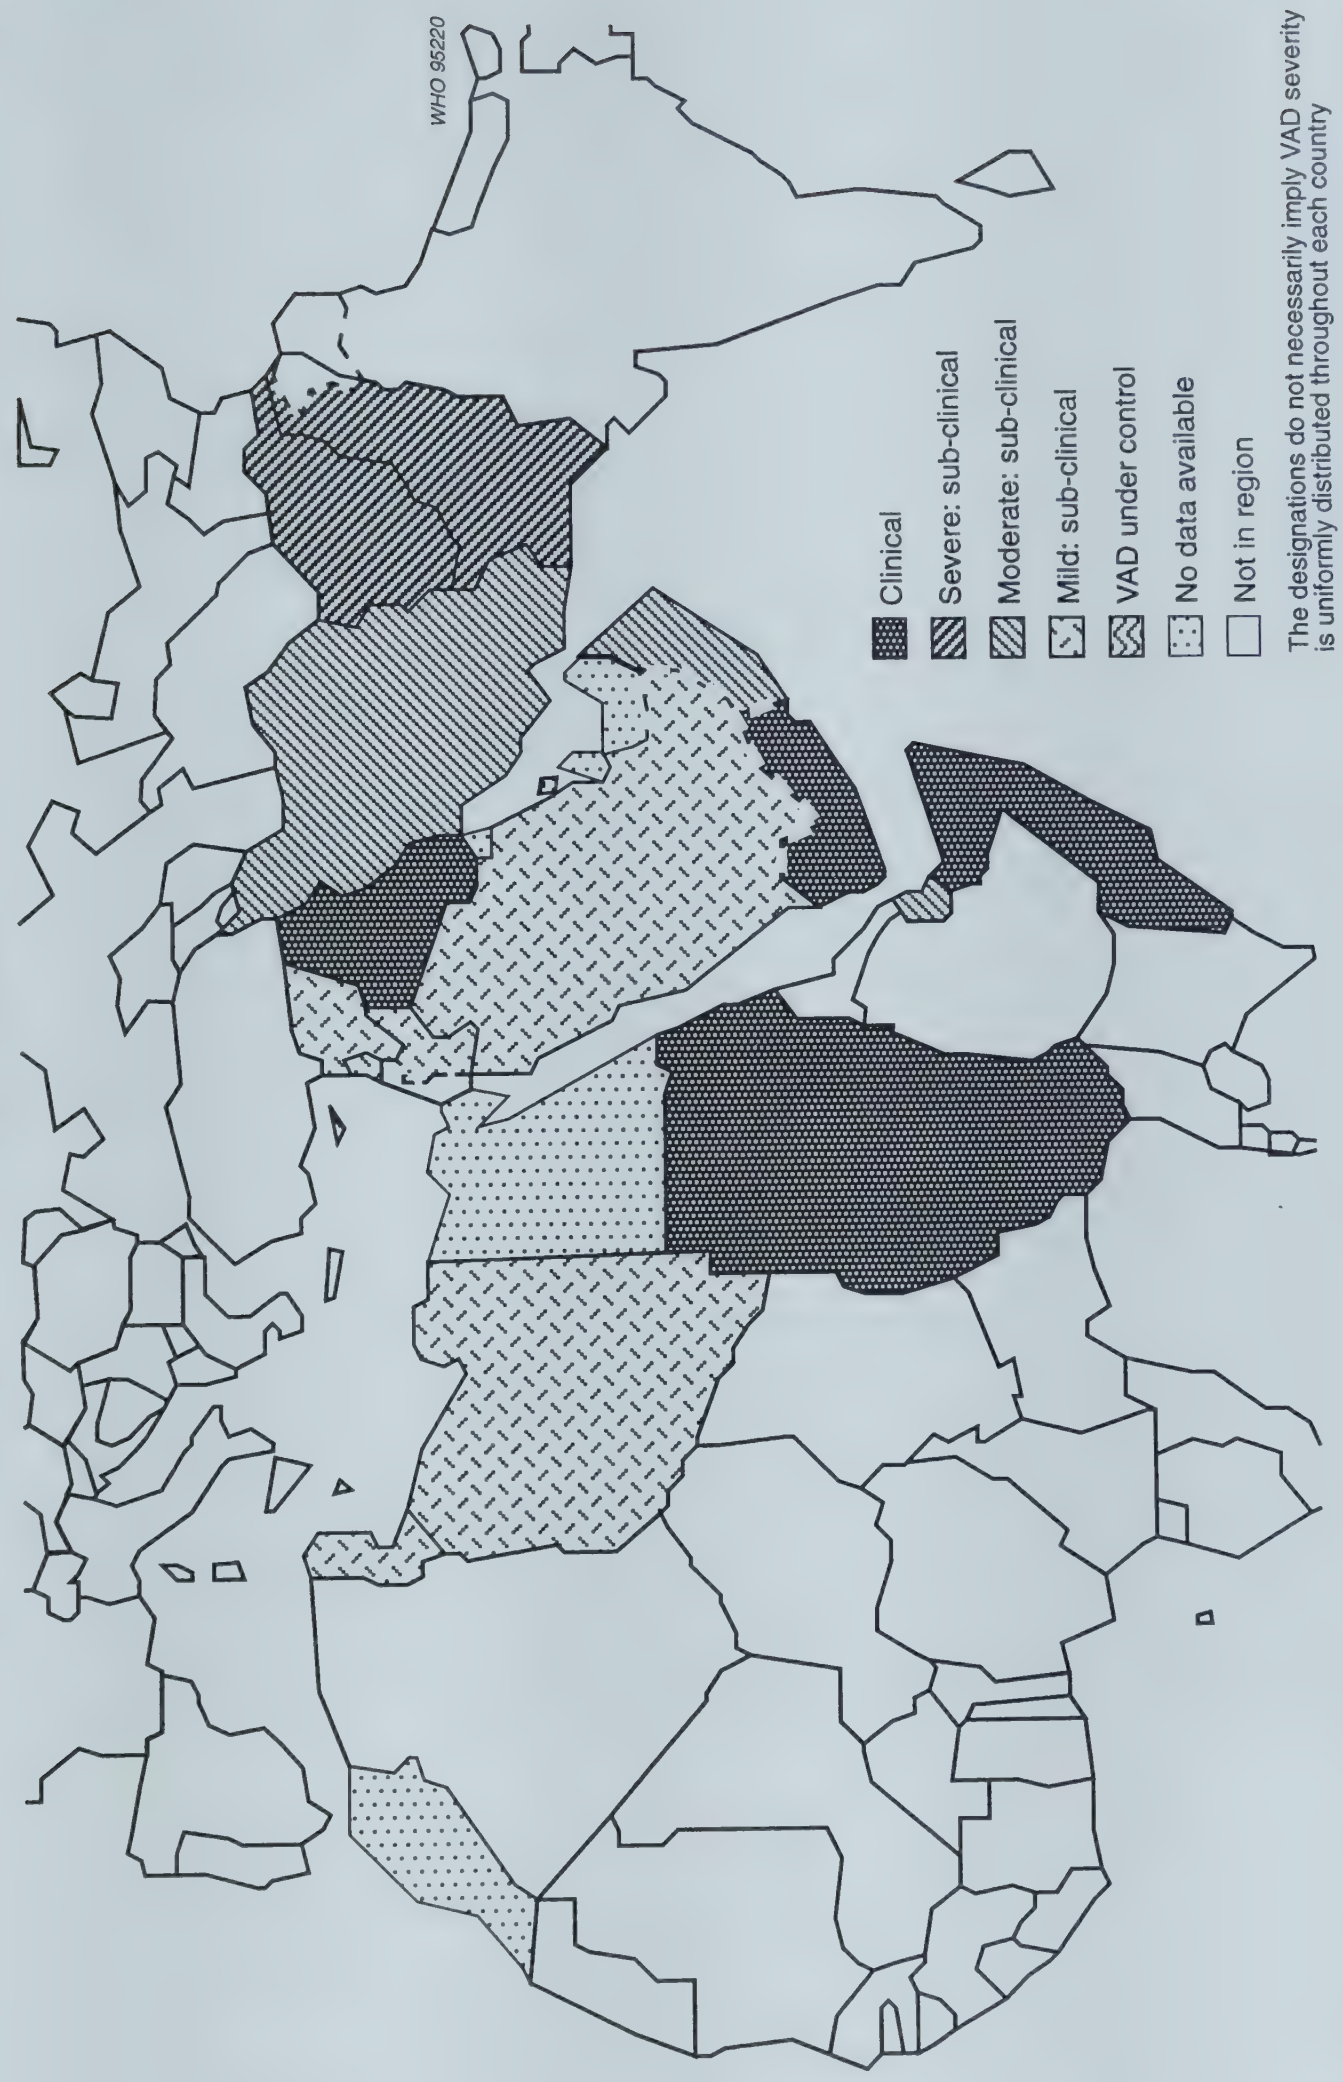 WHO 95220
Clinical
Severe: sub-clinical
Moderate: sub-clinical
Mild: sub-clinical
VAD under control
No data available
Not in region
The designations do not necessarily imply VAD severity
is uniformly distributed throughout each country